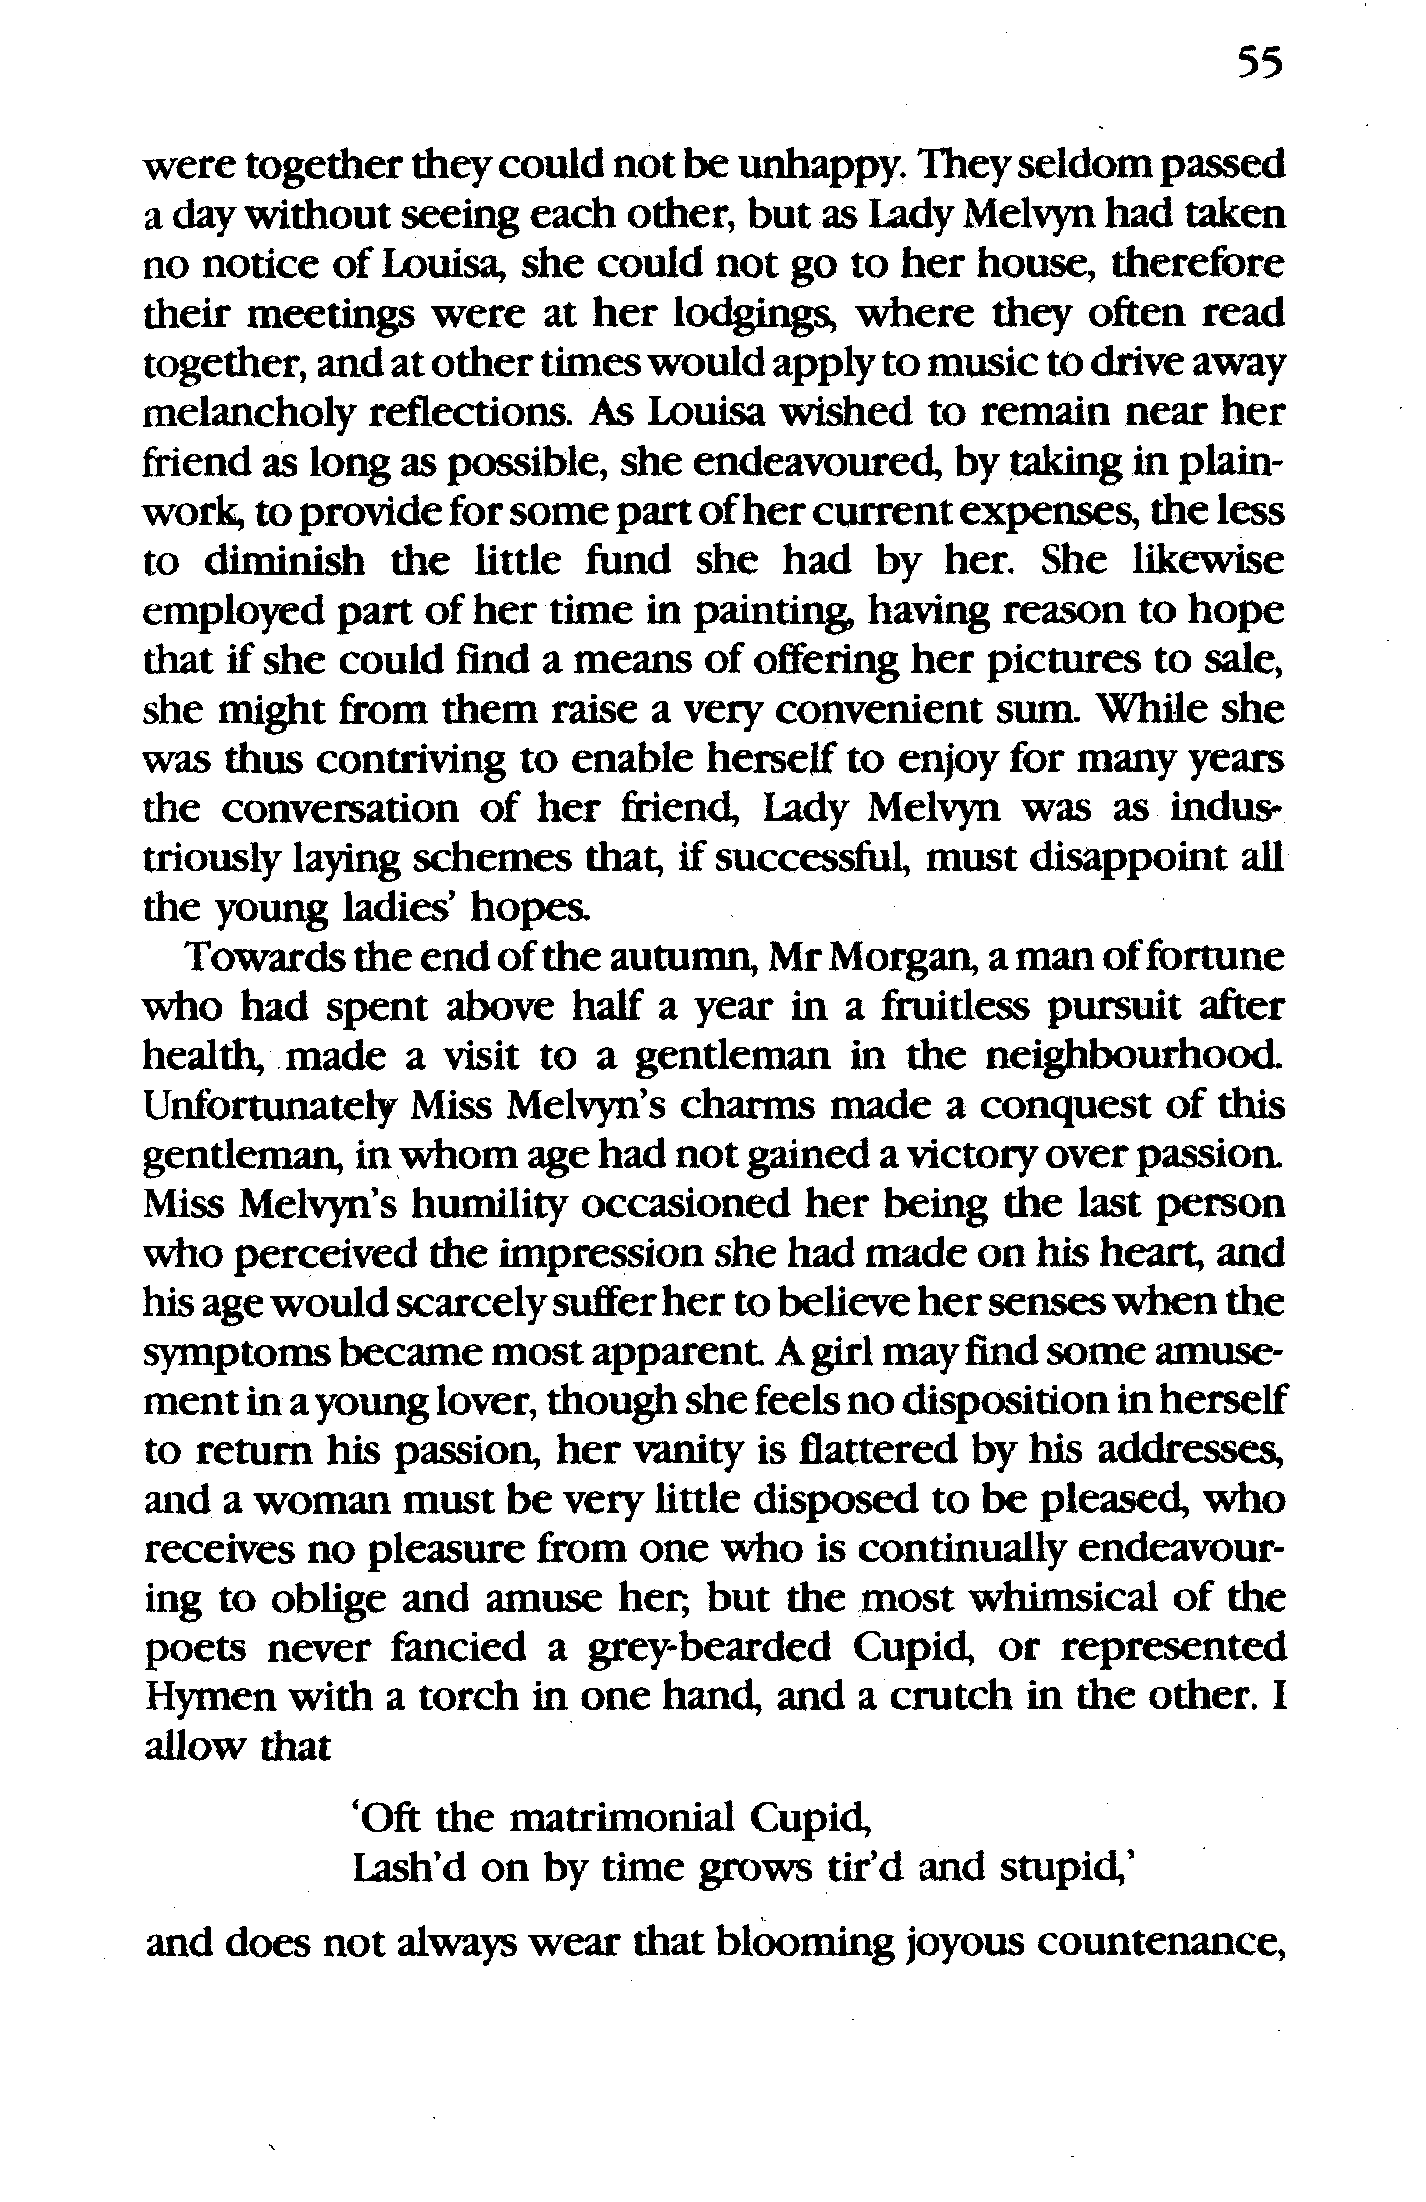 55
were together they could not be unhappy. They seldom passed
a day without seeing each other, but as Lady Melvyn had taken
no notice of Louisa, she could not go to her house, therefore
their meetings were at her lodgings, where they often read
together, and at other times would apply to music to drive away
melancholy reflections. As Louisa wished to remain near her
friend as long as possible, she endeavoured, by taking in plain-
work, to provide for some part of her current expenses, the less
to diminish the little fund she had by her. She likewise
employed part of her time in painting, having reason to hope
that if she could find a means of offering her pictures to sale,
she might from them raise a very convenient sum. While she
was thus contriving to enable herself to enjoy for many years
the conversation of her friend, Lady Melvyn was as indus-
triously laying schemes that, if successful, must disappoint all
the young ladies' hopes.
Towards the end of the autumn, Mr Morgan, a man of fortune
who had spent above half a year in a fruitless pursuit after
health, made a visit to a gentleman in the neighbourhood.
Unfortunately Miss Melvyn's charms made a conquest of this
gentleman, in whom age had not gained a victory over passion.
Miss Melvyn's humility occasioned her being the last person
who perceived the impression she had made on his heart, and
his age would scarcely suffer her to believe her senses when the
symptoms became most apparent. A girl may find some amuse-
ment in a young lover, though she feels no disposition in herself
to return his passion, her vanity is flattered by his addresses,
and a woman must be very little disposed to be pleased, who
receives no pleasure from one who is continually endeavour-
ing to oblige and amuse her; but the most whimsical of the
poets never fancied a grey-bearded Cupid, or represented
Hymen with a torch in one hand, and a crutch in the other. I
allow that
'Oft the matrimonial Cupid,
Lash'd on by time grows tir'd and stupid,'
and does not always wear that blooming joyous countenance,